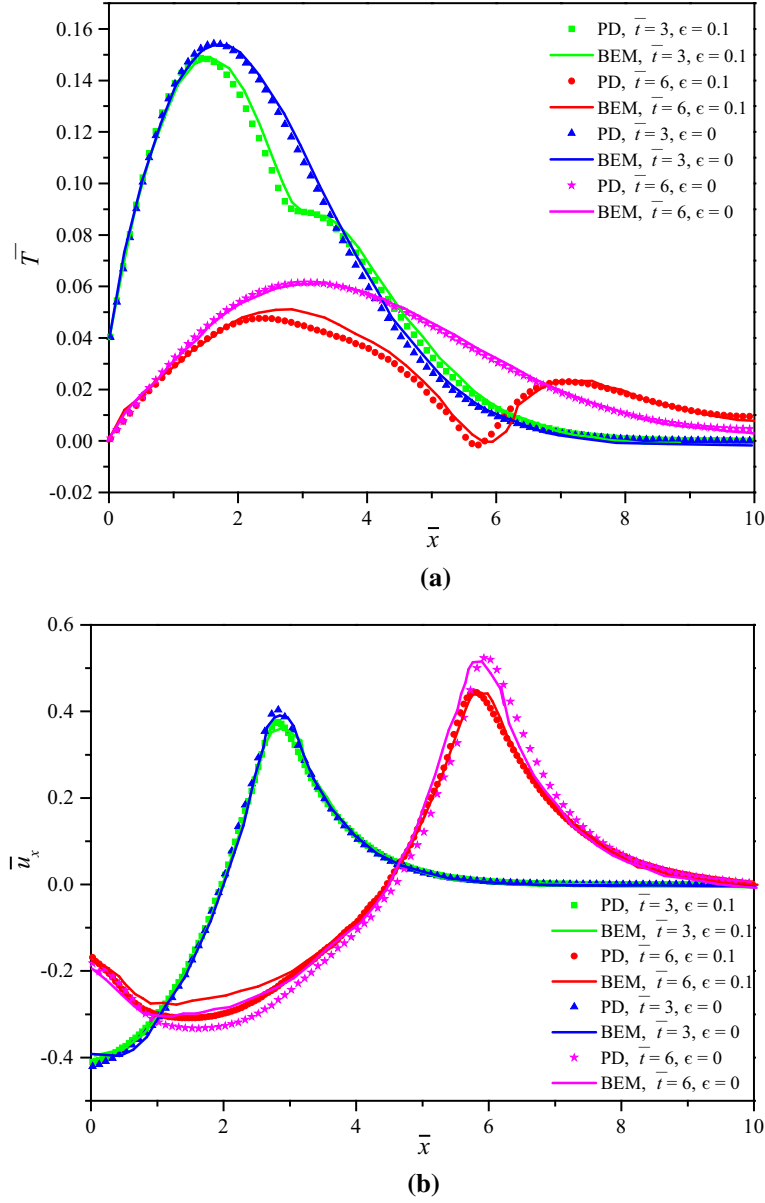 0.16
0.14
0.12
0.10
0.08
0.06
0.04
0.02
0.00
-0.02
T̅
PD, t̅ = 3, ϵ = 0.1
BEM, t̅ = 3, ϵ = 0.1
PD, t̅ = 6, ϵ = 0.1
BEM, t̅ = 6, ϵ = 0.1
PD, t̅ = 3, ϵ = 0
BEM, t̅ = 3, ϵ = 0
PD, t̅ = 6, ϵ = 0
BEM, t̅ = 6, ϵ = 0
0 2 4 6 8 10
x̅
(a)
0.6
0.4
0.2
0.0
-0.2
-0.4
u̅ₓ
PD, t̅ = 3, ϵ = 0.1
BEM, t̅ = 3, ϵ = 0.1
PD, t̅ = 6, ϵ = 0.1
BEM, t̅ = 6, ϵ = 0.1
PD, t̅ = 3, ϵ = 0
BEM, t̅ = 3, ϵ = 0
PD, t̅ = 6, ϵ = 0
BEM, t̅ = 6, ϵ = 0
0 2 4 6 8 10
x̅
(b)